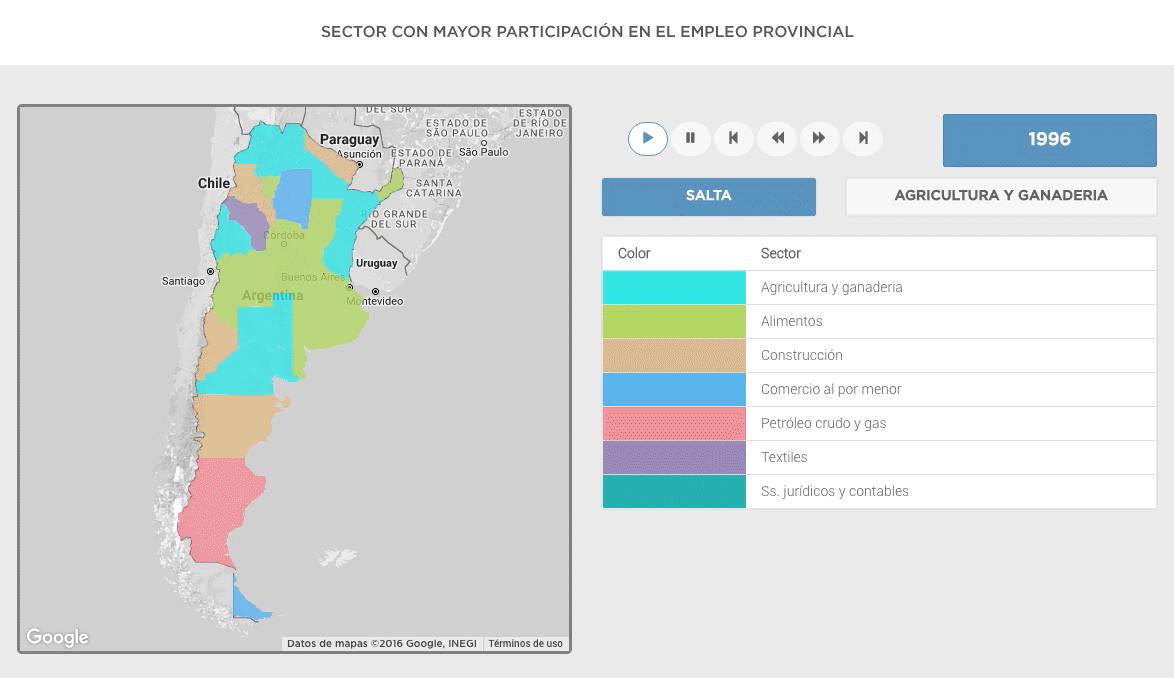 SECTOR CON MAYOR PARTICIPACIÓN EN EL EMPLEO PROVINCIAL
DEL SUR
ESTADO DE SÃO PAULO
ESTADO DE RÍO DE JANEIRO
Paraguay
Asunción
ESTADO DE PARANÁ
São Paulo
Chile
SANTA CATARINA
RIO GRANDE DEL SUR
Córdoba
Uruguay
Santiago
Buenos Aires
Argentina
Montevideo
Google
Datos de mapas ©2016 Google, INEGI
Términos de uso
1996
SALTA
AGRICULTURA Y GANADERIA
Color Sector
Agricultura y ganaderia
Alimentos
Construcción
Comercio al por menor
Petróleo crudo y gas
Textiles
Ss. jurídicos y contables